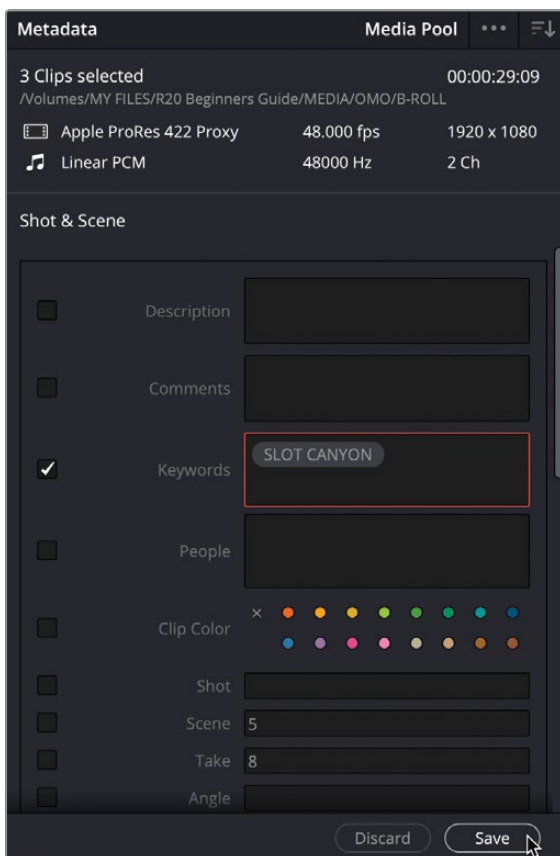 Metadata Media Pool
3 Clips selected 00:00:29:09
/Volumes/MY FILES/R20 Beginners Guide/MEDIA/OMO/B-ROLL
Apple ProRes 422 Proxy 48.000 fps 1920 x 1080
Linear PCM 48000 Hz 2 Ch
Shot & Scene
Description
Comments
Keywords SLOT CANYON
People
Clip Color
Shot
Scene 5
Take 8
Angle
Discard Save